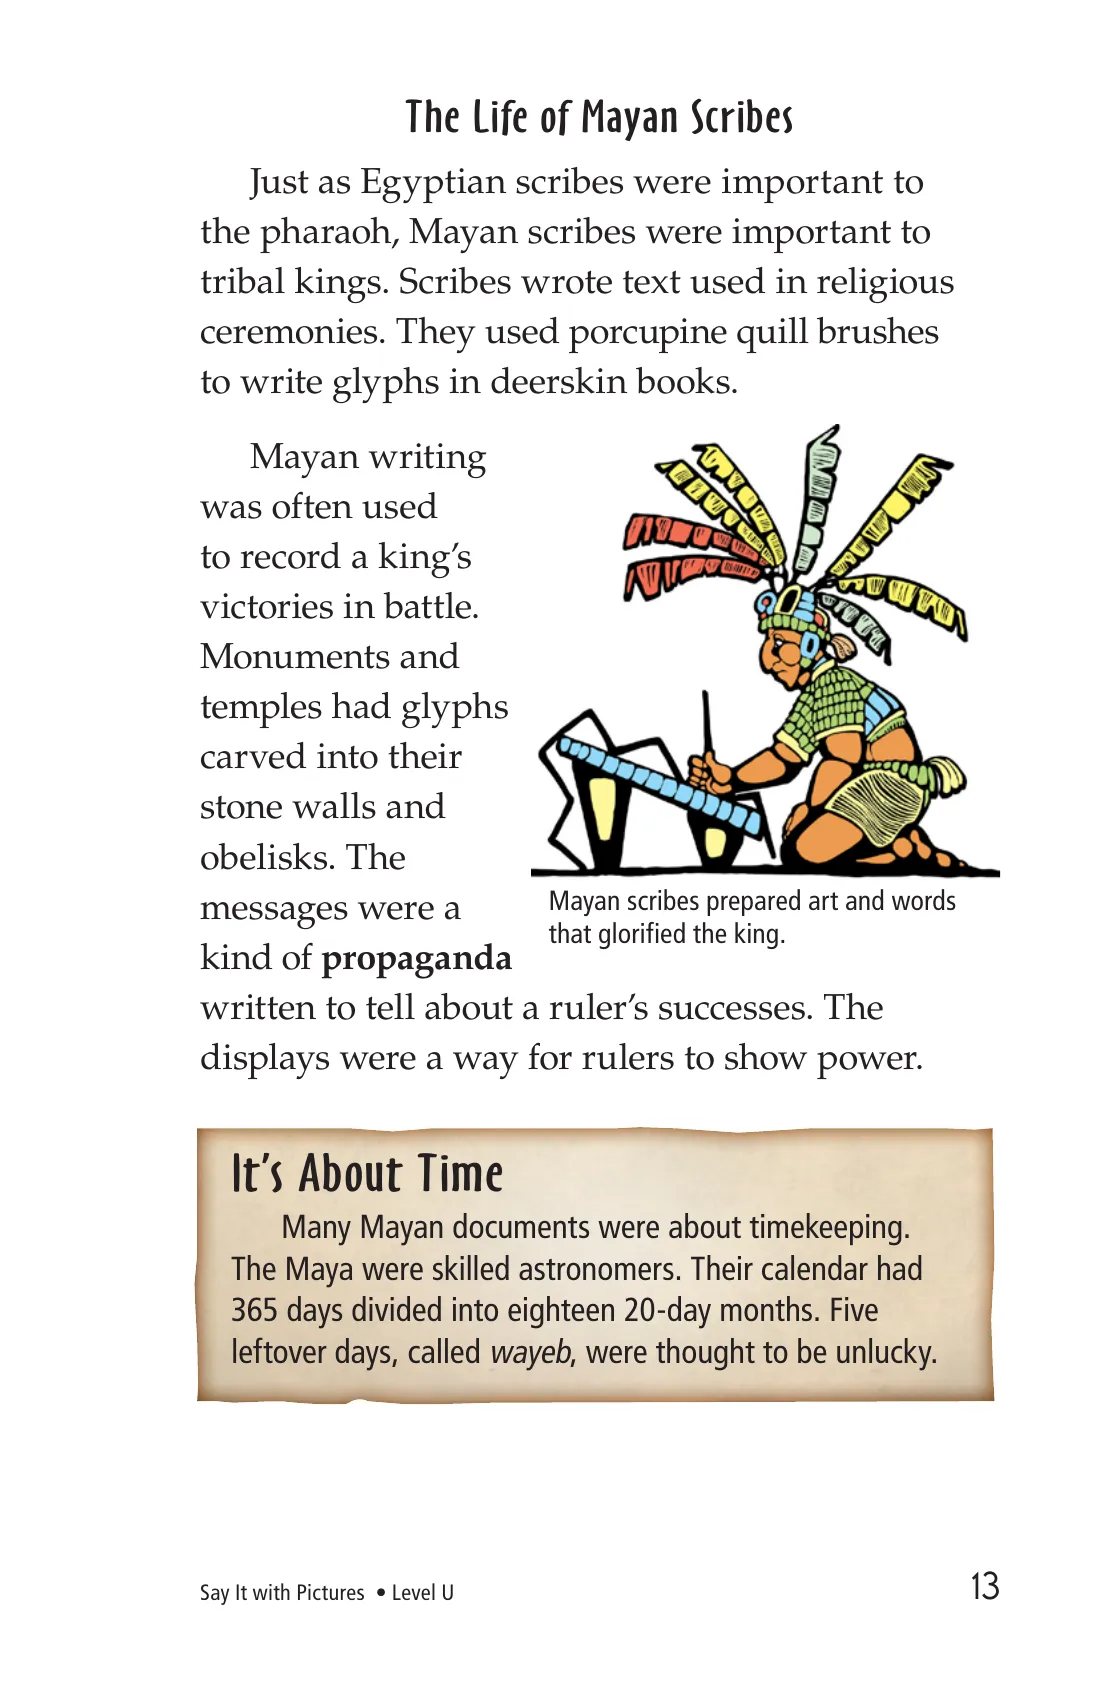 The Life of Mayan Scribes
Just as Egyptian scribes were important to
the pharaoh, Mayan scribes were important to
tribal kings. Scribes wrote text used in religious
ceremonies. They used porcupine quill brushes
to write glyphs in deerskin books.
Mayan writing
was often used
to record a king’s
victories in battle.
Monuments and
temples had glyphs
carved into their
stone walls and
obelisks. The
messages were a
kind of propaganda
written to tell about a ruler’s successes. The
displays were a way for rulers to show power.
Mayan scribes prepared art and words
that glorified the king.
It’s About Time
Many Mayan documents were about timekeeping.
The Maya were skilled astronomers. Their calendar had
365 days divided into eighteen 20-day months. Five
leftover days, called wayeb, were thought to be unlucky.
Say It with Pictures • Level U
13